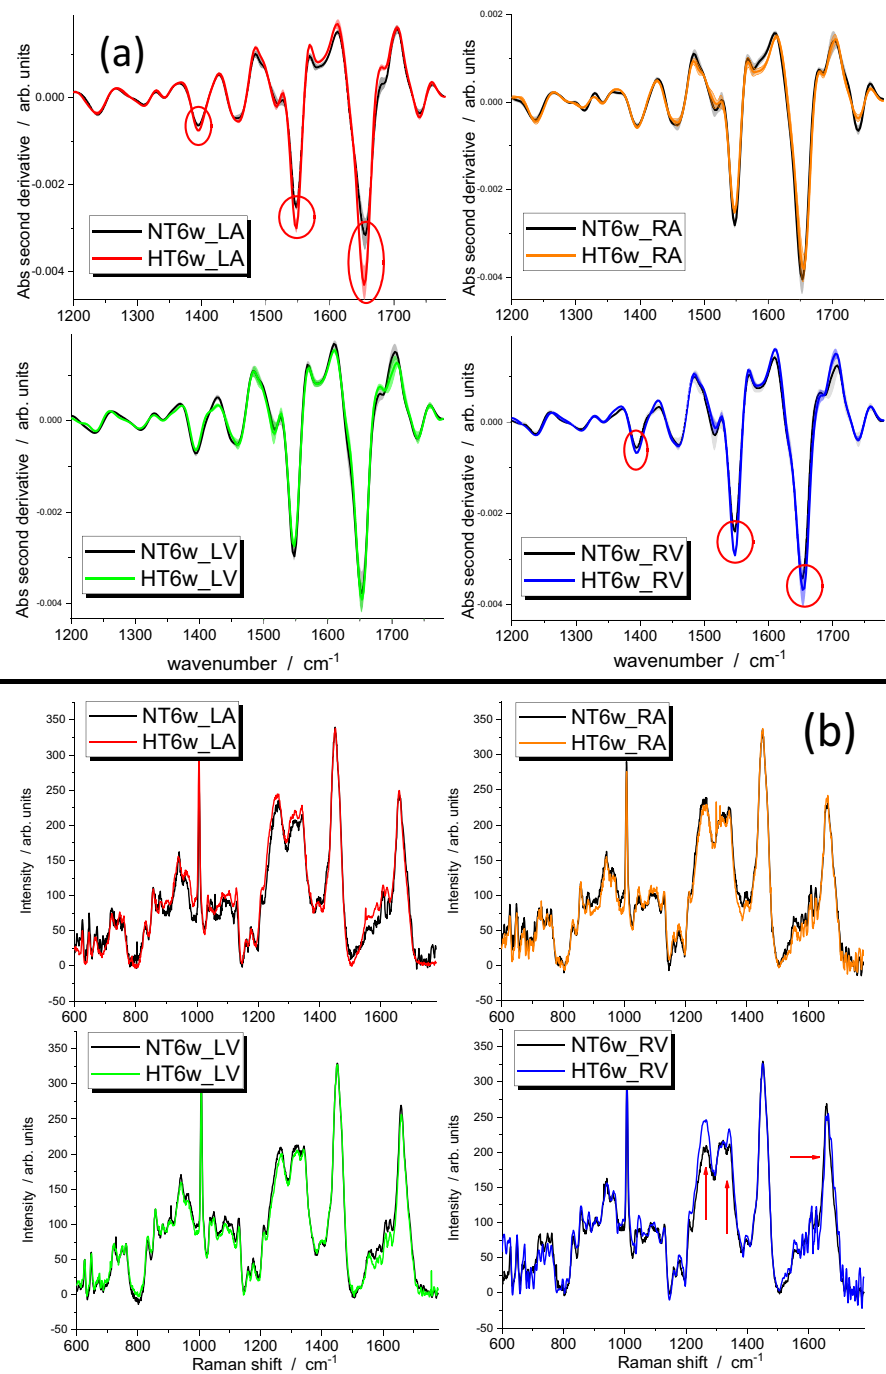 (a)
Abs second derivative / arb. units
0.000
-0.002
-0.004
NT6w_LA
HT6w_LA
1200 1300 1400 1500 1600 1700
Abs second derivative / arb. units
0.002
0.000
-0.002
-0.004
NT6w_RA
HT6w_RA
1200 1300 1400 1500 1600 1700
Abs second derivative / arb. units
0.000
-0.002
-0.004
NT6w_LV
HT6w_LV
1200 1300 1400 1500 1600 1700
wavenumber / cm-1
Abs second derivative / arb. units
0.000
-0.002
-0.004
NT6w_RV
HT6w_RV
1200 1300 1400 1500 1600 1700
wavenumber / cm-1
Intensity / arb. units
350
300
250
200
150
100
50
0
-50
NT6w_LA
HT6w_LA
600 800 1000 1200 1400 1600
(b)
Intensity / arb. units
350
300
250
200
150
100
50
0
-50
NT6w_RA
HT6w_RA
600 800 1000 1200 1400 1600
Intensity / arb. units
350
300
250
200
150
100
50
0
-50
NT6w_LV
HT6w_LV
600 800 1000 1200 1400 1600
Raman shift / cm-1
Intensity / arb. units
350
300
250
200
150
100
50
0
-50
NT6w_RV
HT6w_RV
600 800 1000 1200 1400 1600
Raman shift / cm-1